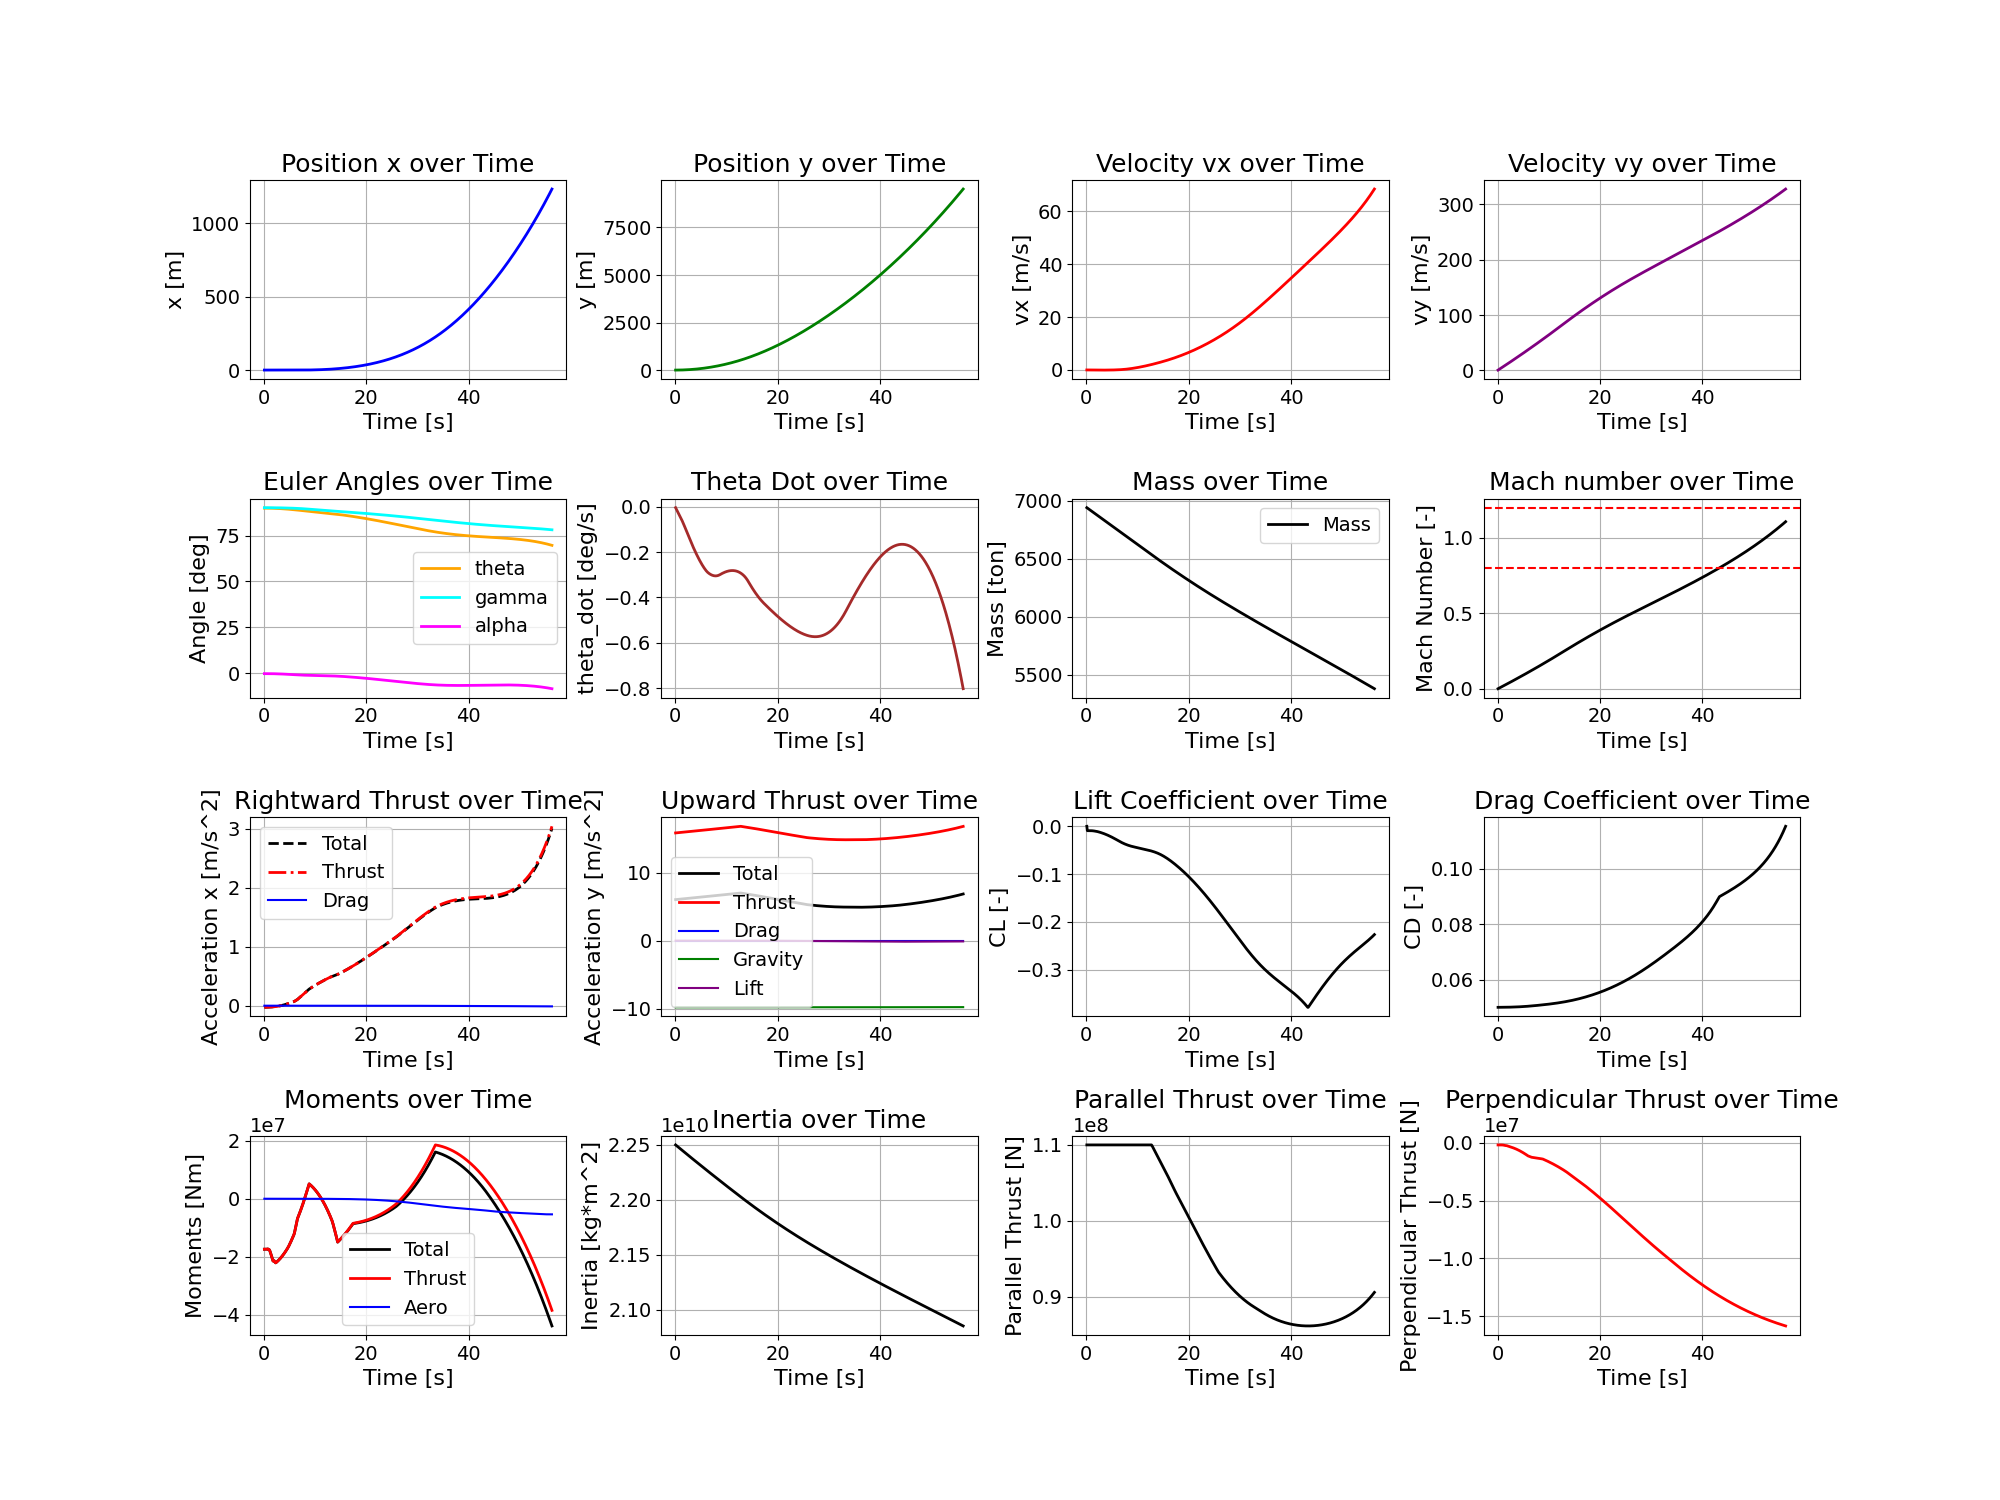 Position x over Time
x [m]
1000
500
0
0 20 40
Time [s]
Position y over Time
y [m]
7500
5000
2500
0
0 20 40
Time [s]
Velocity vx over Time
vx [m/s]
60
40
20
0
0 20 40
Time [s]
Velocity vy over Time
vy [m/s]
300
200
100
0
0 20 40
Time [s]
Euler Angles over Time
Angle [deg]
75
50
25
0
theta
gamma
alpha
0 20 40
Time [s]
Theta Dot over Time
theta_dot [deg/s]
0.0
−0.2
−0.4
−0.6
−0.8
0 20 40
Time [s]
Mass over Time
Mass [ton]
7000
6500
6000
5500
Mass
0 20 40
Time [s]
Mach number over Time
Mach Number [-]
1.0
0.5
0.0
0 20 40
Time [s]
Rightward Thrust over Time
Acceleration x [m/s^2]
3
2
1
0
Total
Thrust
Drag
0 20 40
Time [s]
Upward Thrust over Time
Acceleration y [m/s^2]
10
0
−10
Total
Thrust
Drag
Gravity
Lift
0 20 40
Time [s]
Lift Coefficient over Time
CL [-]
0.0
−0.1
−0.2
−0.3
0 20 40
Time [s]
Drag Coefficient over Time
CD [-]
0.10
0.08
0.06
0 20 40
Time [s]
Moments over Time
1e7
Moments [Nm]
2
0
−2
−4
Total
Thrust
Aero
0 20 40
Time [s]
Inertia over Time
1e10
Inertia [kg*m^2]
2.25
2.20
2.15
2.10
0 20 40
Time [s]
Parallel Thrust over Time
1e8
Parallel Thrust [N]
1.1
1.0
0.9
0 20 40
Time [s]
Perpendicular Thrust over Time
1e7
Perpendicular Thrust [N]
0.0
−0.5
−1.0
−1.5
0 20 40
Time [s]